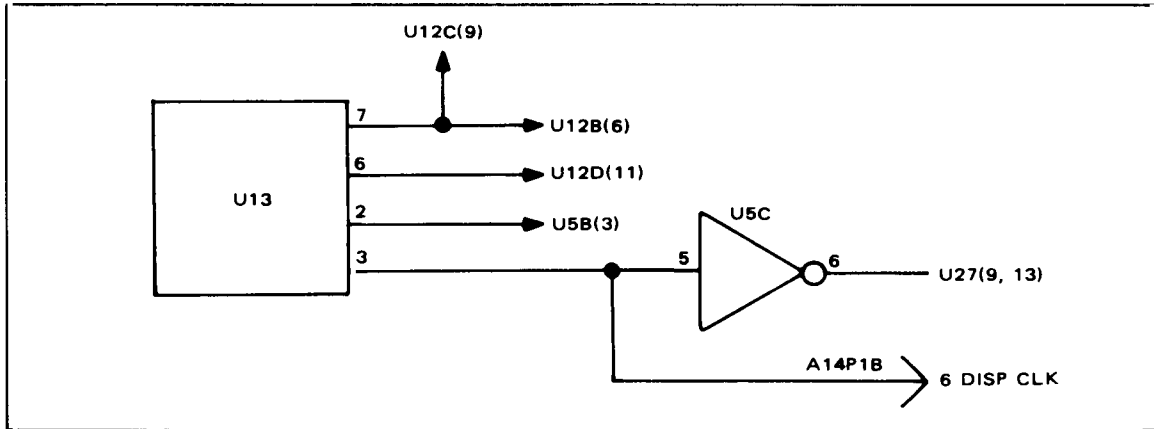 U12C(9)
7
U12B(6)
6
U12D(11)
U13
2
U5B(3)
U5C
3
5
6
U27(9, 13)
A14P1B
6 DISP CLK